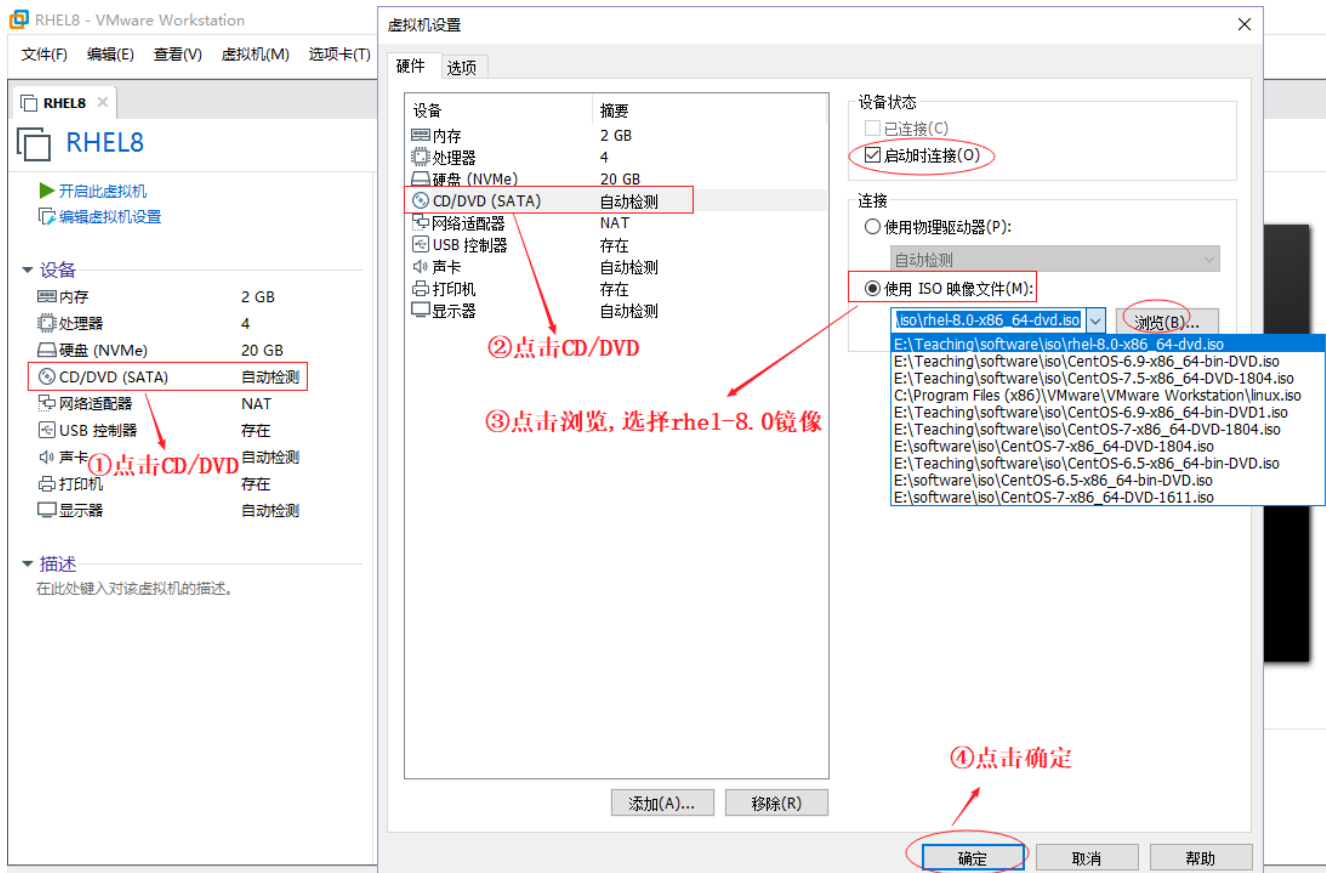 RHEL8 - VMware Workstation
文件(F) 编辑(E) 查看(V) 虚拟机(M) 选项卡(T)
RHEL8
RHEL8
开启此虚拟机
编辑虚拟机设置
设备
内存 2 GB
处理器 4
硬盘 (NVMe) 20 GB
CD/DVD (SATA) 自动检测
网络适配器 NAT
USB 控制器 存在
声卡 自动检测
①点击CD/DVD
打印机 存在
显示器 自动检测
描述
在此处键入对该虚拟机的描述。
虚拟机设置
硬件 选项
设备 摘要
内存 2 GB
处理器 4
硬盘 (NVMe) 20 GB
CD/DVD (SATA) 自动检测
网络适配器 NAT
USB 控制器 存在
声卡 自动检测
打印机 存在
显示器 自动检测
②点击CD/DVD
③点击浏览,选择rhel-8.0镜像
添加(A)... 移除(R)
设备状态
已连接(C)
启动时连接(O)
连接
使用物理驱动器(P):
自动检测
使用 ISO 映像文件(M):
\iso\rhel-8.0-x86_64-dvd.iso 浏览(B)...
E:\Teaching\software\iso\rhel-8.0-x86_64-dvd.iso
E:\Teaching\software\iso\CentOS-6.9-x86_64-bin-DVD.iso
E:\Teaching\software\iso\CentOS-7.5-x86_64-DVD-1804.iso
C:\Program Files (x86)\VMware\VMware Workstation\linux.iso
E:\Teaching\software\iso\CentOS-6.9-x86_64-bin-DVD1.iso
E:\Teaching\software\iso\CentOS-7-x86_64-DVD-1804.iso
E:\software\iso\CentOS-7-x86_64-DVD-1804.iso
E:\Teaching\software\iso\CentOS-6.5-x86_64-bin-DVD.iso
E:\software\iso\CentOS-6.5-x86_64-bin-DVD.iso
E:\software\iso\CentOS-7-x86_64-DVD-1611.iso
④点击确定
确定 取消 帮助